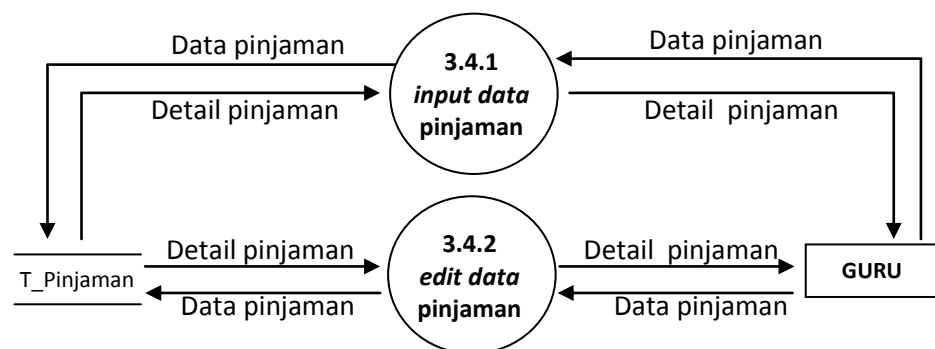 Data pinjaman
3.4.1
input data
pinjaman
Data pinjaman
Detail pinjaman
Detail  pinjaman
T_Pinjaman
Detail pinjaman
3.4.2
edit data
pinjaman
Detail  pinjaman
GURU
Data pinjaman
Data pinjaman